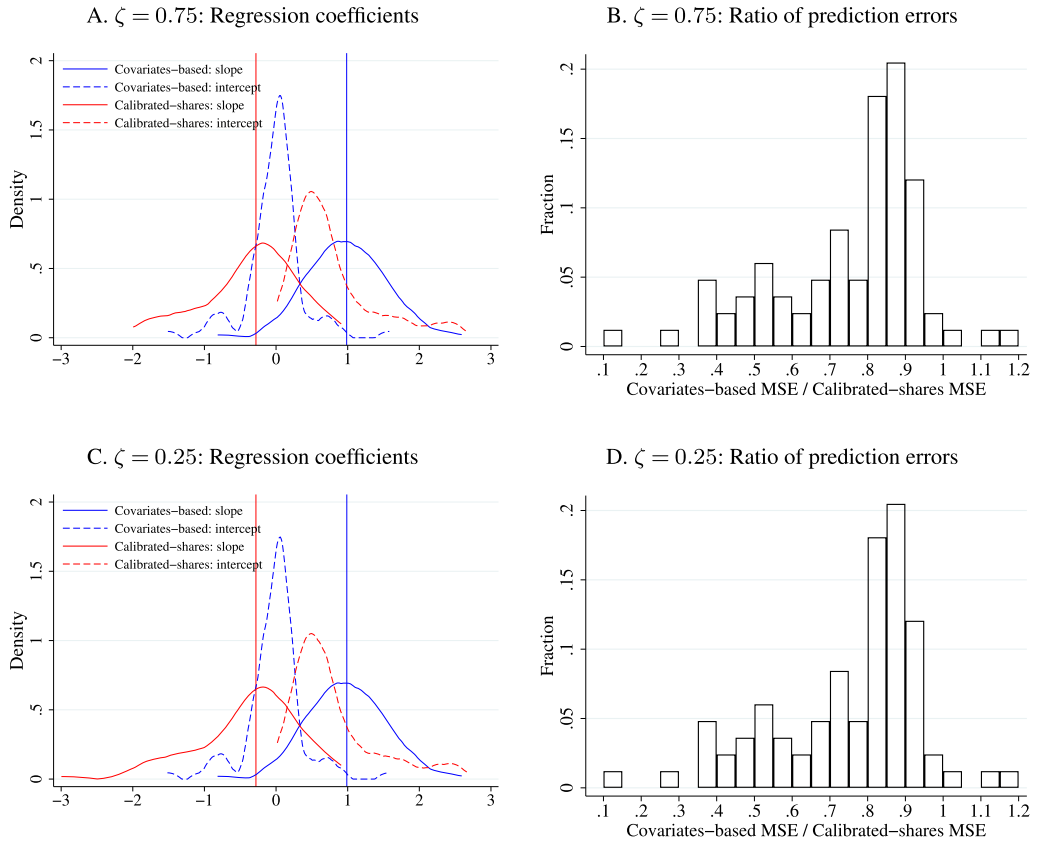 A. ζ = 0.75: Regression coefficients
Covariates−based: slope
Covariates−based: intercept
Calibrated−shares: slope
Calibrated−shares: intercept
Density
2
1.5
1
.5
0
−3 −2 −1 0 1 2 3
B. ζ = 0.75: Ratio of prediction errors
Fraction
.2
.15
.1
.05
0
.1 .2 .3 .4 .5 .6 .7 .8 .9 1 1.1 1.2
Covariates−based MSE / Calibrated−shares MSE
C. ζ = 0.25: Regression coefficients
Covariates−based: slope
Covariates−based: intercept
Calibrated−shares: slope
Calibrated−shares: intercept
Density
2
1.5
1
.5
0
−3 −2 −1 0 1 2 3
D. ζ = 0.25: Ratio of prediction errors
Fraction
.2
.15
.1
.05
0
.1 .2 .3 .4 .5 .6 .7 .8 .9 1 1.1 1.2
Covariates−based MSE / Calibrated−shares MSE